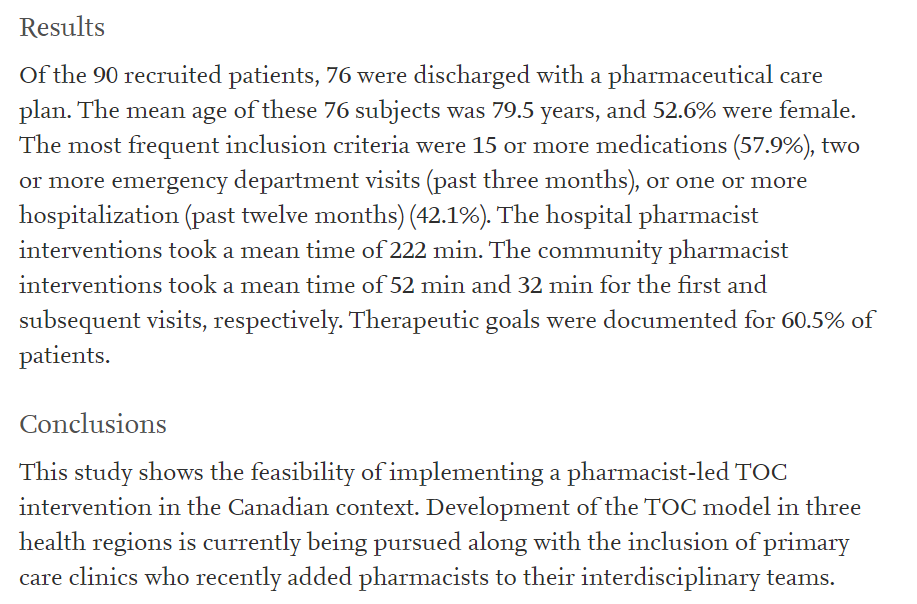 Results
Of the 90 recruited patients, 76 were discharged with a pharmaceutical care
plan. The mean age of these 76 subjects was 79.5 years, and 52.6% were female.
The most frequent inclusion criteria were 15 or more medications (57.9%), two
or more emergency department visits (past three months), or one or more
hospitalization (past twelve months) (42.1%). The hospital pharmacist
interventions took a mean time of 222 min. The community pharmacist
interventions took a mean time of 52 min and 32 min for the first and
subsequent visits, respectively. Therapeutic goals were documented for 60.5% of
patients.
Conclusions
This study shows the feasibility of implementing a pharmacist-led TOC
intervention in the Canadian context. Development of the TOC model in three
health regions is currently being pursued along with the inclusion of primary
care clinics who recently added pharmacists to their interdisciplinary teams.